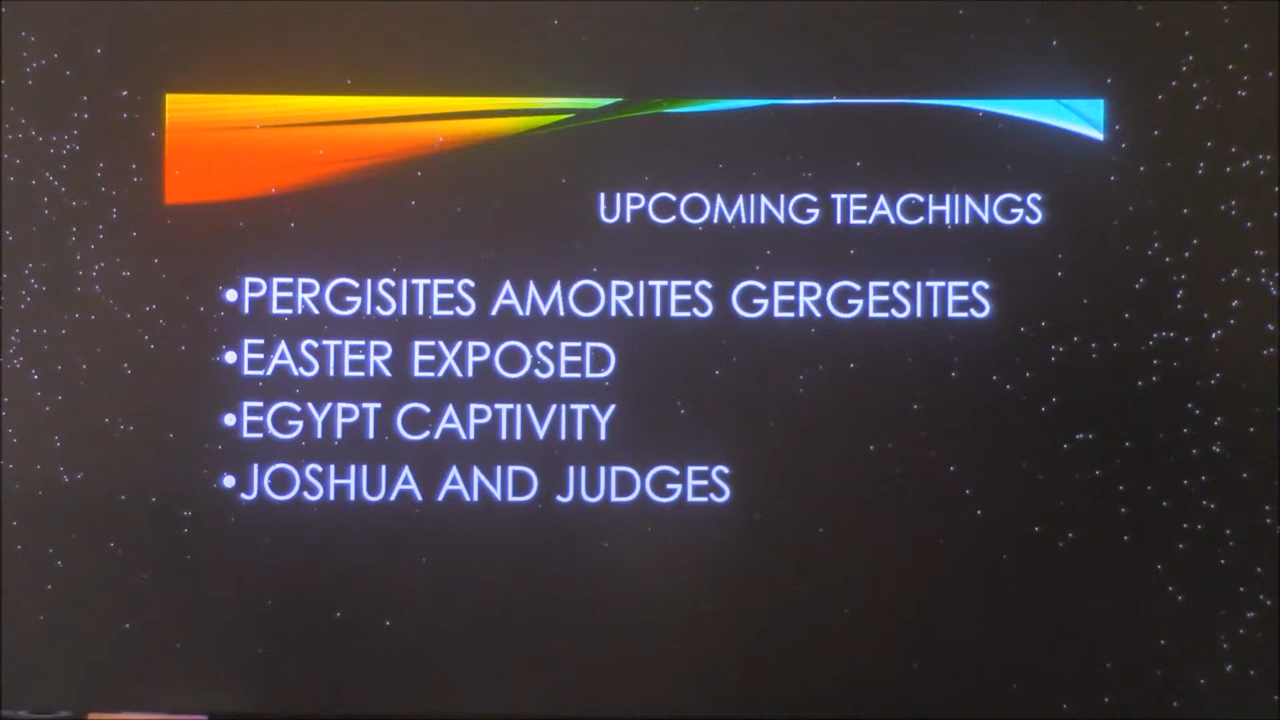 UPCOMING TEACHINGS
•PERGISITES AMORITES GERGESITES
•EASTER EXPOSED
•EGYPT CAPTIVITY
•JOSHUA AND JUDGES